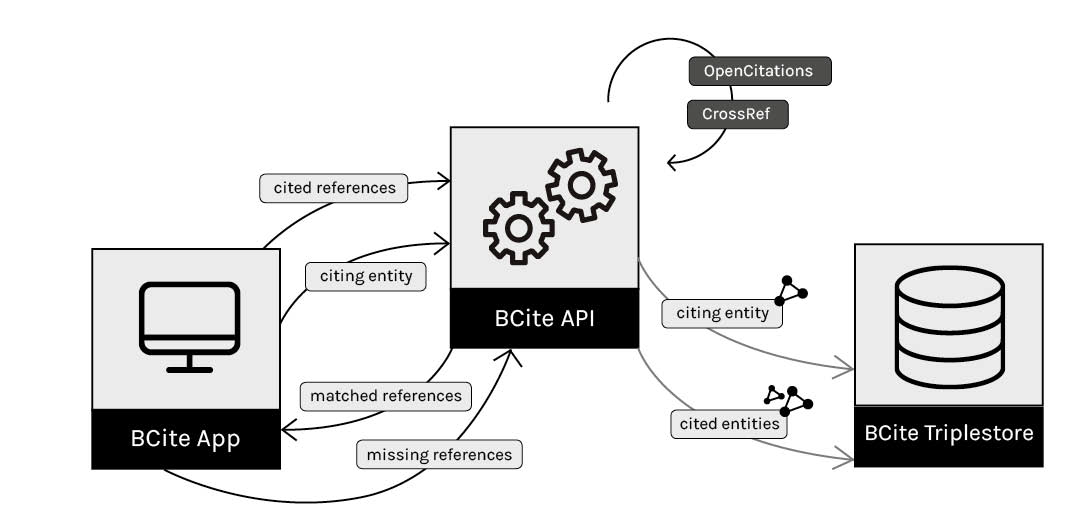 OpenCitations
CrossRef
cited references
citing entity
BCite API
citing entity
matched references
cited entities
BCite App
BCite Triplestore
missing references